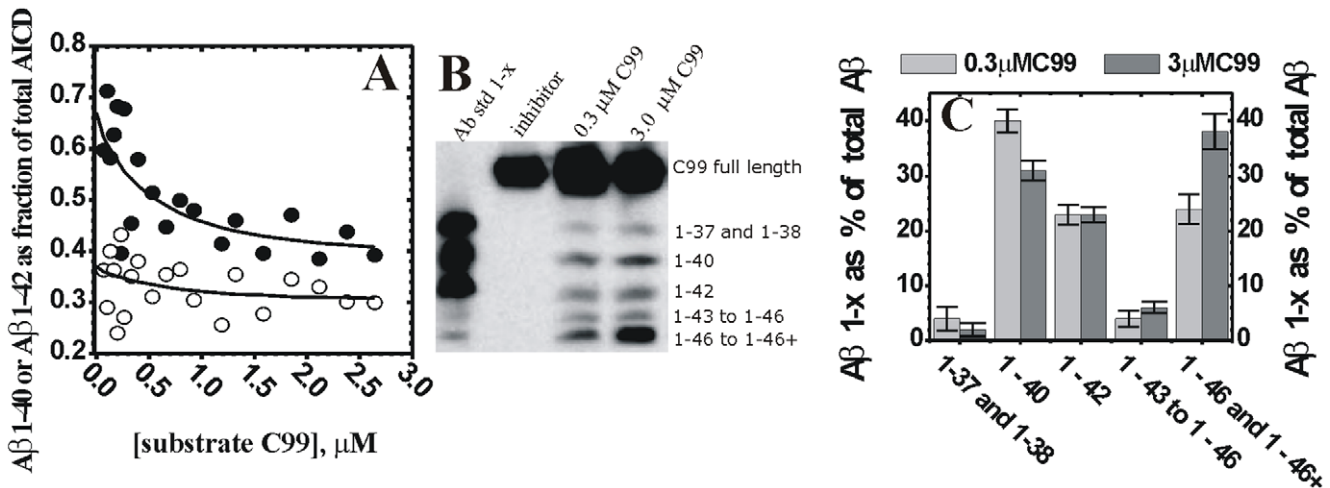 Aβ1-40 or Aβ1-42 as fraction of total AICD
0.8
0.7
0.6
0.5
0.4
0.3
0.2
A
0.0
0.5
1.0
1.5
2.0
2.5
3.0
[substrate C99], μM
B
Ab std 1-x
inhibitor
0.3 μM C99
3.0 μM C99
C99 full length
1-37 and 1-38
1-40
1-42
1-43 to 1-46
1-46 to 1-46+
0.3μMC99
3μMC99
C
Aβ 1-x as % of total Aβ
40
30
20
10
0
40
30
20
10
0
Aβ 1-x as % of total Aβ
1-37 and 1-38
1 - 40
1 - 42
1 - 43 to 1 - 46
1 - 46 and 1 - 46+